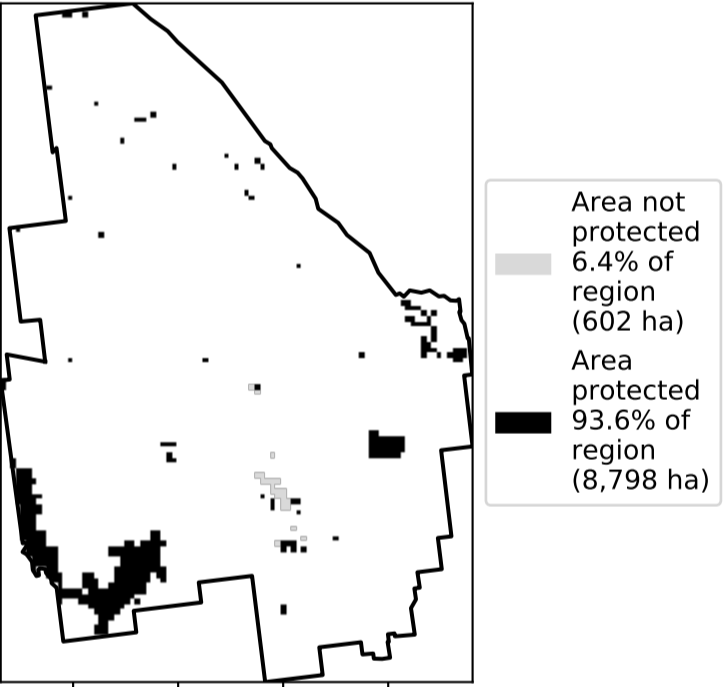 Area not
protected
6.4% of
region
(602 ha)
Area
protected
93.6% of
region
(8,798 ha)